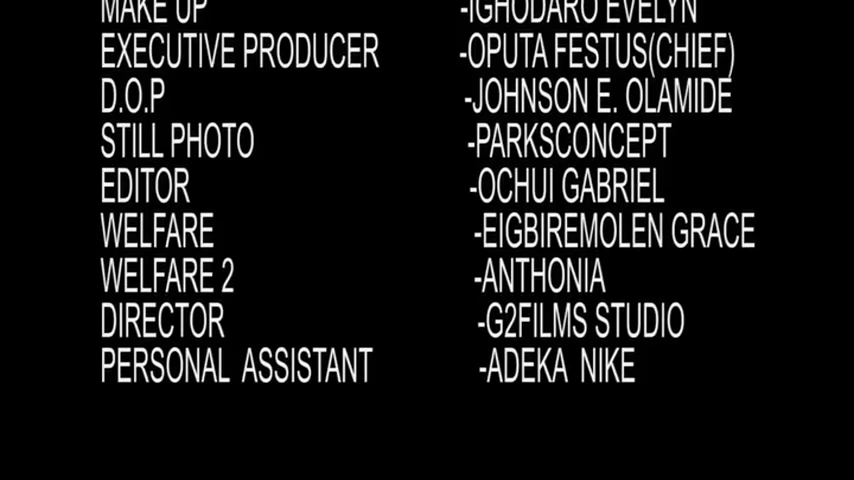 MAKE UP -IGHODARO EVELYN
EXECUTIVE PRODUCER -OPUTA FESTUS(CHIEF)
D.O.P -JOHNSON E. OLAMIDE
STILL PHOTO -PARKSCONCEPT
EDITOR -OCHUI GABRIEL
WELFARE -EIGBIREMOLEN GRACE
WELFARE 2 -ANTHONIA
DIRECTOR -G2FILMS STUDIO
PERSONAL ASSISTANT -ADEKA NIKE